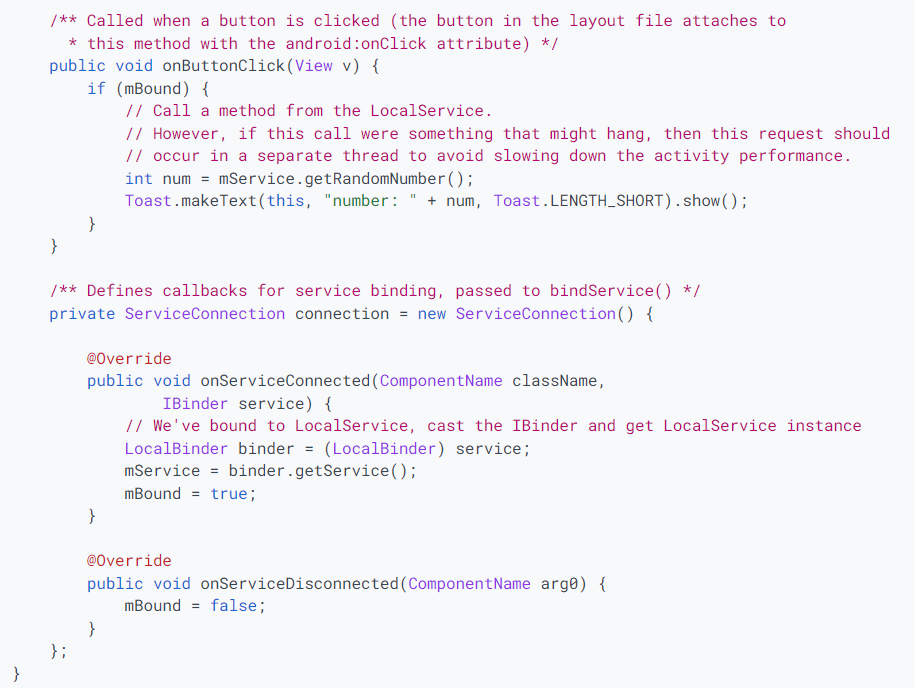 /** Called when a button is clicked (the button in the layout file attaches to
      * this method with the android:onClick attribute) */
    public void onButtonClick(View v) {
        if (mBound) {
            // Call a method from the LocalService.
            // However, if this call were something that might hang, then this request should
            // occur in a separate thread to avoid slowing down the activity performance.
            int num = mService.getRandomNumber();
            Toast.makeText(this, "number: " + num, Toast.LENGTH_SHORT).show();
        }
    }

    /** Defines callbacks for service binding, passed to bindService() */
    private ServiceConnection connection = new ServiceConnection() {

        @Override
        public void onServiceConnected(ComponentName className,
                IBinder service) {
            // We've bound to LocalService, cast the IBinder and get LocalService instance
            LocalBinder binder = (LocalBinder) service;
            mService = binder.getService();
            mBound = true;
        }

        @Override
        public void onServiceDisconnected(ComponentName arg0) {
            mBound = false;
        }
    };
}